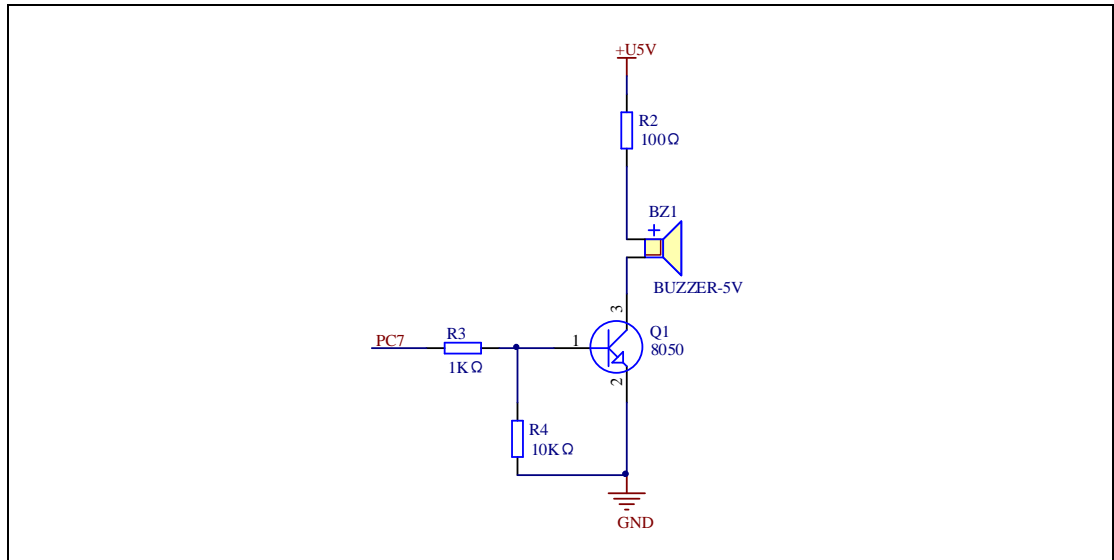 +U5V
R2
100Ω
BZ1
+
BUZZER-5V
3
Q1
8050
PC7
R3
1KΩ
1
2
R4
10KΩ
GND